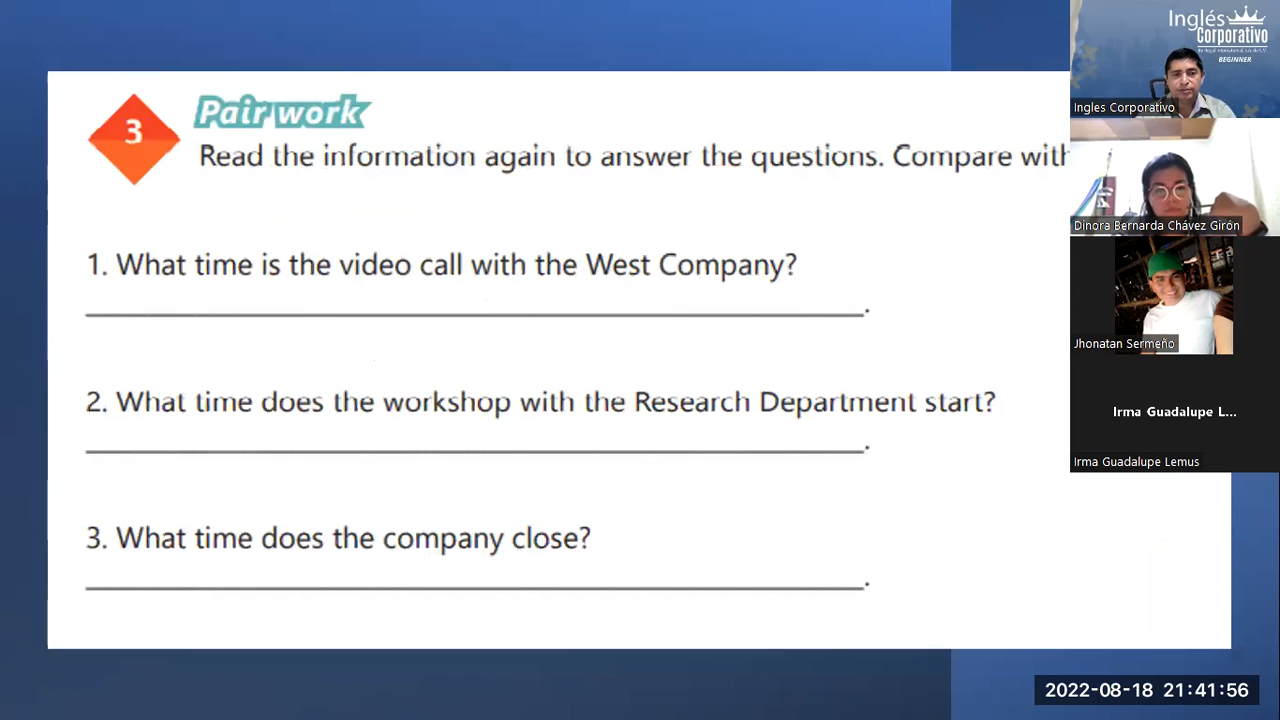 3
Pair work
Read the information again to answer the questions. Compare with
1. What time is the video call with the West Company?
.
2. What time does the workshop with the Research Department start?
.
3. What time does the company close?
.
Inglés
Corporativo
BEGINNER
Ingles Corporativo
Dinora Bernarda Chávez Girón
Jhonatan Sermeño
Irma Guadalupe L...
Irma Guadalupe Lemus
2022-08-18 21:41:56